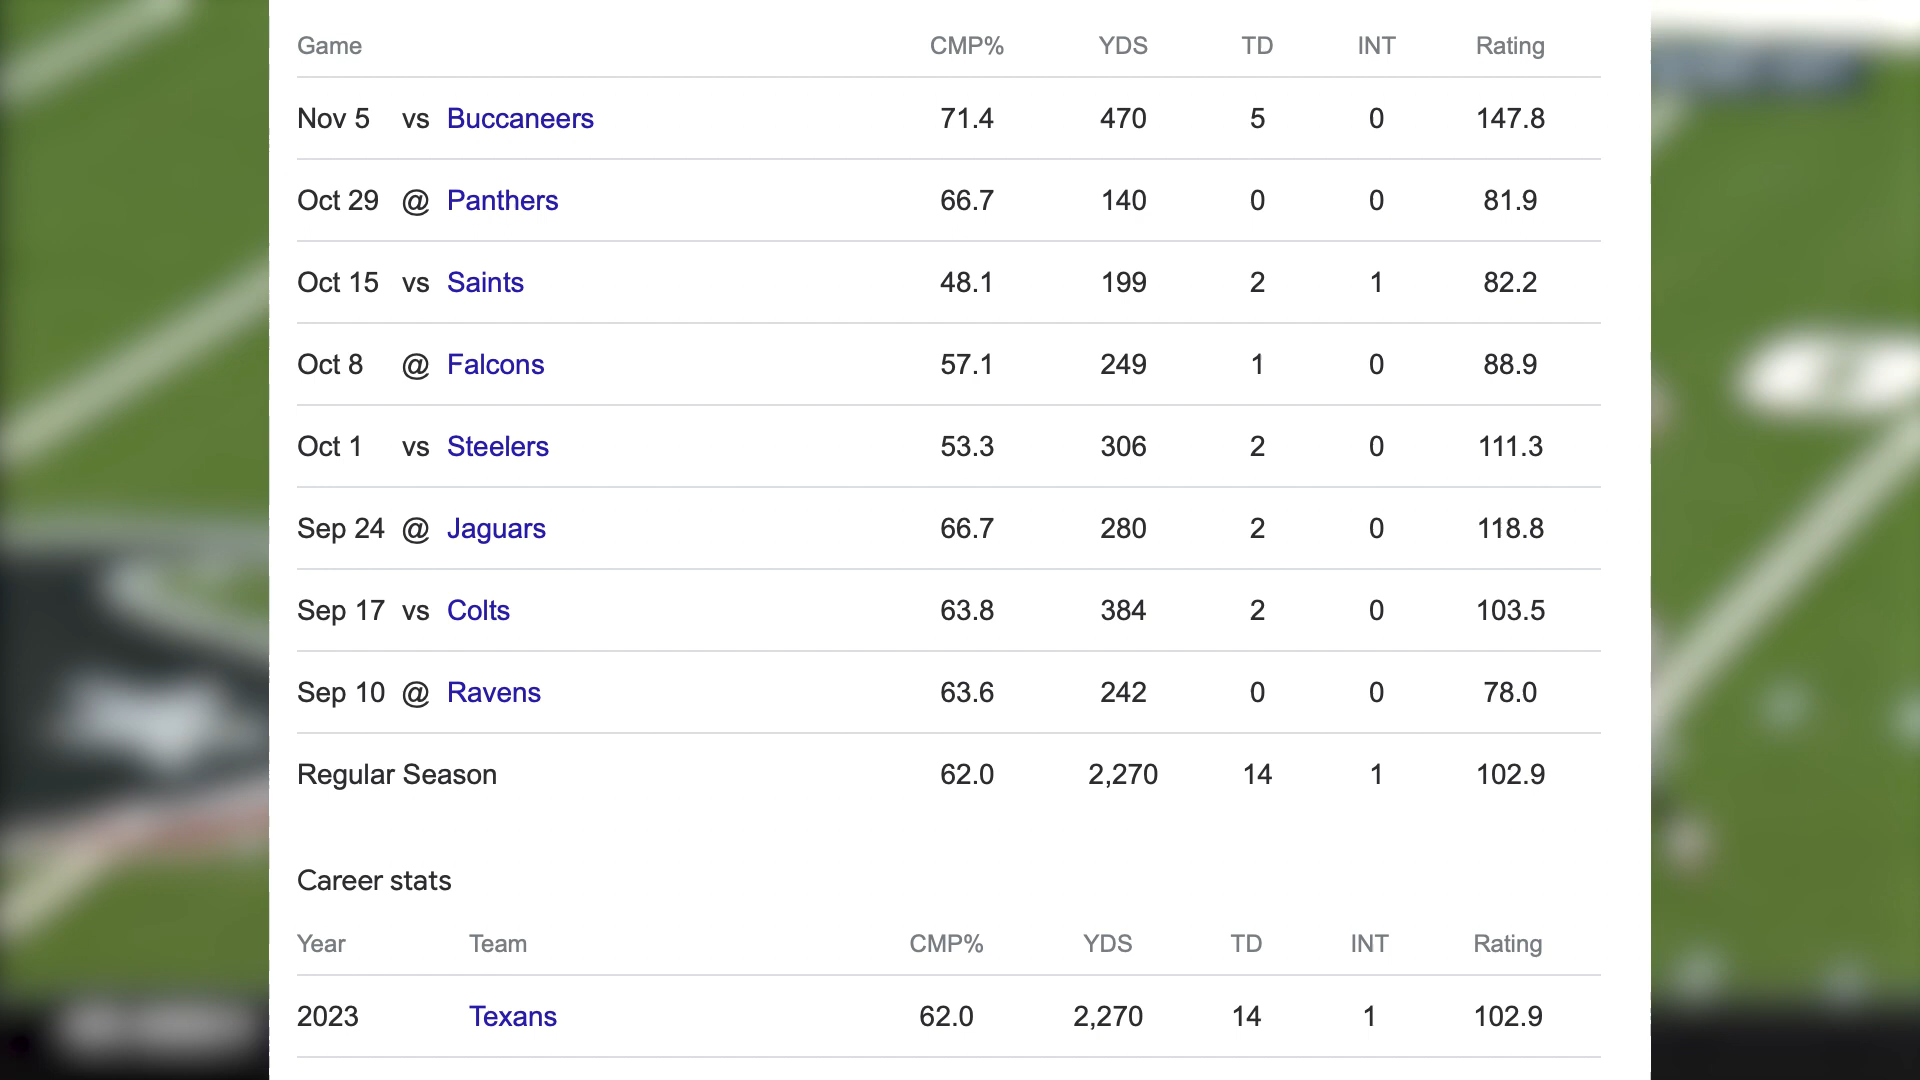 Game CMP% YDS TD INT Rating
Nov 5 vs Buccaneers 71.4 470 5 0 147.8
Oct 29 @ Panthers 66.7 140 0 0 81.9
Oct 15 vs Saints 48.1 199 2 1 82.2
Oct 8 @ Falcons 57.1 249 1 0 88.9
Oct 1 vs Steelers 53.3 306 2 0 111.3
Sep 24 @ Jaguars 66.7 280 2 0 118.8
Sep 17 vs Colts 63.8 384 2 0 103.5
Sep 10 @ Ravens 63.6 242 0 0 78.0
Regular Season 62.0 2,270 14 1 102.9
Career stats
Year Team CMP% YDS TD INT Rating
2023 Texans 62.0 2,270 14 1 102.9